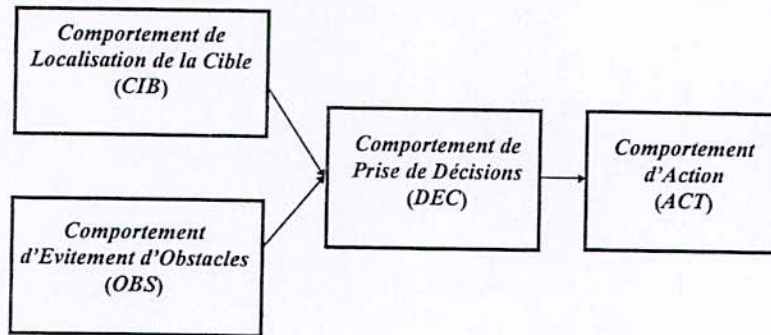 Comportement de
Localisation de la Cible
(CIB)
Comportement
d'Evitement d'Obstacles
(OBS)
Comportement de
Prise de Décisions
(DEC)
Comportement
d'Action
(ACT)